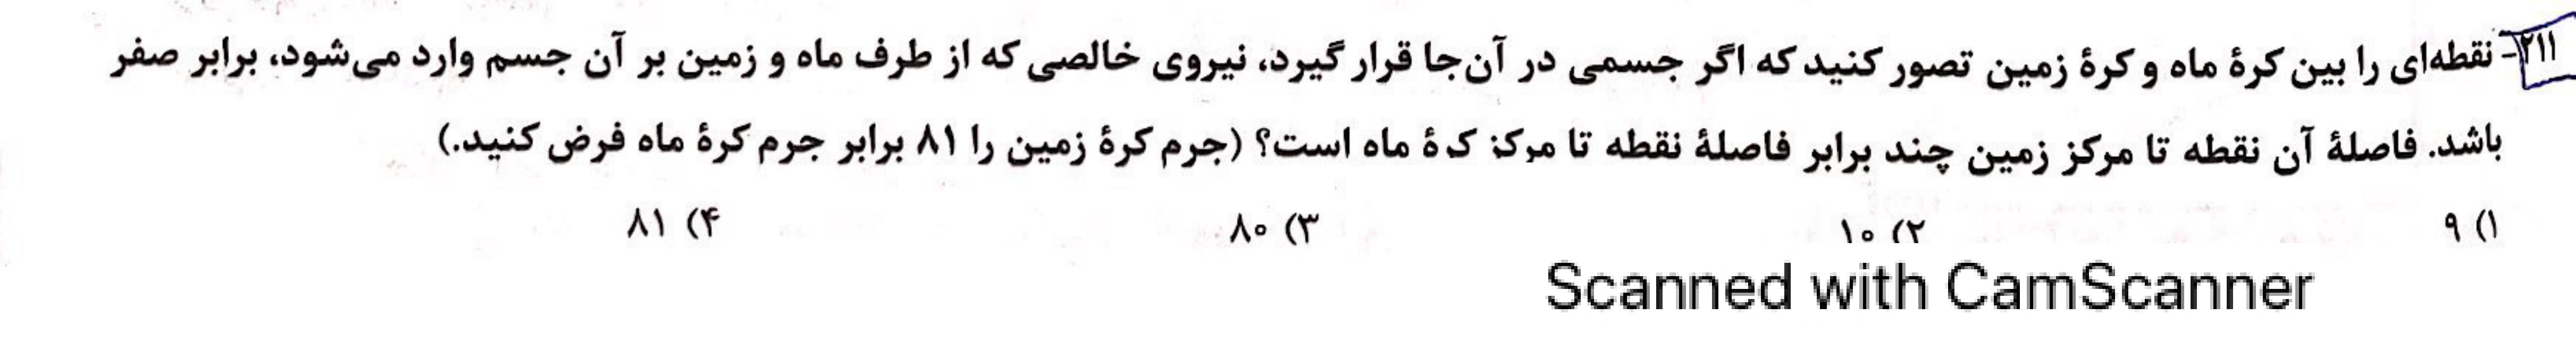 ۲۱۱- نقطه‌ای را بین کرهٔ ماه و کرهٔ زمین تصور کنید که اگر جسمی در آن‌جا قرار گیرد، نیروی خالصی که از طرف ماه و زمین بر آن جسم وارد می‌شود، برابر صفر
باشد. فاصلهٔ آن نقطه تا مرکز زمین چند برابر فاصلهٔ نقطه تا مرکز کرهٔ ماه است؟ (جرم کرهٔ زمین را ۸۱ برابر جرم کرهٔ ماه فرض کنید.)
۱) ۹ ۲) ۱۰ ۳) ۸۰ ۴) ۸۱
Scanned with CamScanner